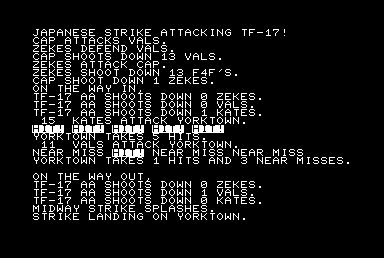 JAPANESE STRIKE ATTACKING TF-17!
CAP ATTACKS VALS.
ZEKES DEFEND VALS.
CAP SHOOTS DOWN 13 VALS.
ZEKES ATTACK CAP.
ZEKES SHOOT DOWN 13 F4F'S.
CAP SHOOT DOWN 1 ZEKES.
ON THE WAY IN,
TF-17 AA SHOOTS DOWN 0 ZEKES.
TF-17 AA SHOOTS DOWN 0 VALS.
TF-17 AA SHOOTS DOWN 1 KATES.
15 KATES ATTACK YORKTOWN.
HIT! HIT! HIT! HIT! HIT!
YORKTOWN TAKES 5 HITS.
11 VALS ATTACK YORKTOWN.
NEAR MISS HIT! NEAR MISS NEAR MISS
YORKTOWN TAKES 1 HITS AND 3 NEAR MISSES.
ON THE WAY OUT,
TF-17 AA SHOOTS DOWN 0 ZEKES.
TF-17 AA SHOOTS DOWN 1 VALS.
TF-17 AA SHOOTS DOWN 0 KATES.
MIDWAY STRIKE SPLASHES.
STRIKE LANDING ON YORKTOWN.